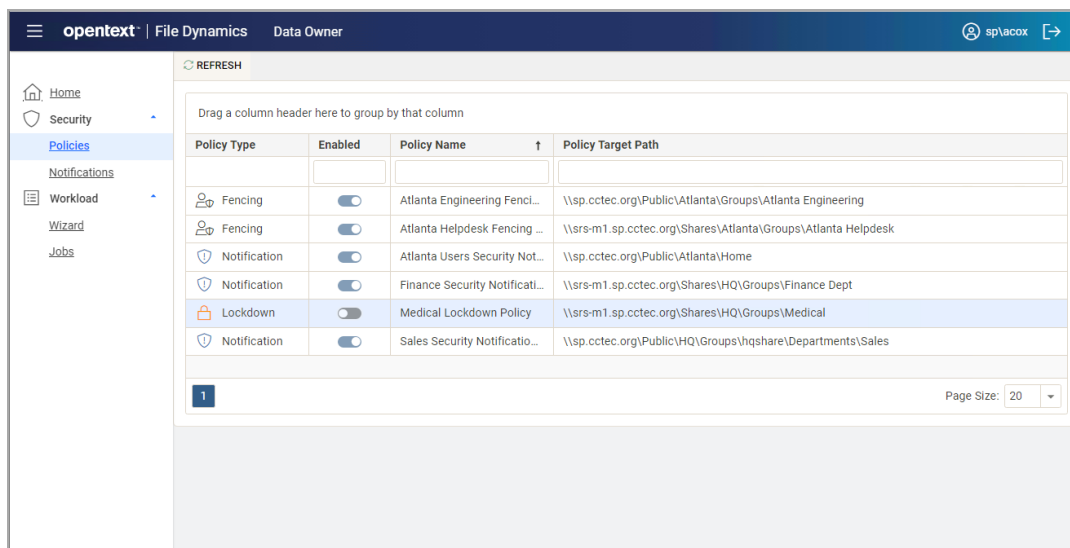 opentext™ | File Dynamics Data Owner sp\acox
REFRESH
Home
Security
Policies
Notifications
Workload
Wizard
Jobs
Drag a column header here to group by that column
Policy Type Enabled Policy Name ↑ Policy Target Path
Fencing Atlanta Engineering Fenci... \\sp.cctec.org\Public\Atlanta\Groups\Atlanta Engineering
Fencing Atlanta Helpdesk Fencing ... \\srs-m1.sp.cctec.org\Shares\Atlanta\Groups\Atlanta Helpdesk
Notification Atlanta Users Security Not... \\sp.cctec.org\Public\Atlanta\Home
Notification Finance Security Notificati... \\srs-m1.sp.cctec.org\Shares\HQ\Groups\Finance Dept
Lockdown Medical Lockdown Policy \\srs-m1.sp.cctec.org\Shares\HQ\Groups\Medical
Notification Sales Security Notificatio... \\sp.cctec.org\Public\HQ\Groups\hqshare\Departments\Sales
1 Page Size: 20